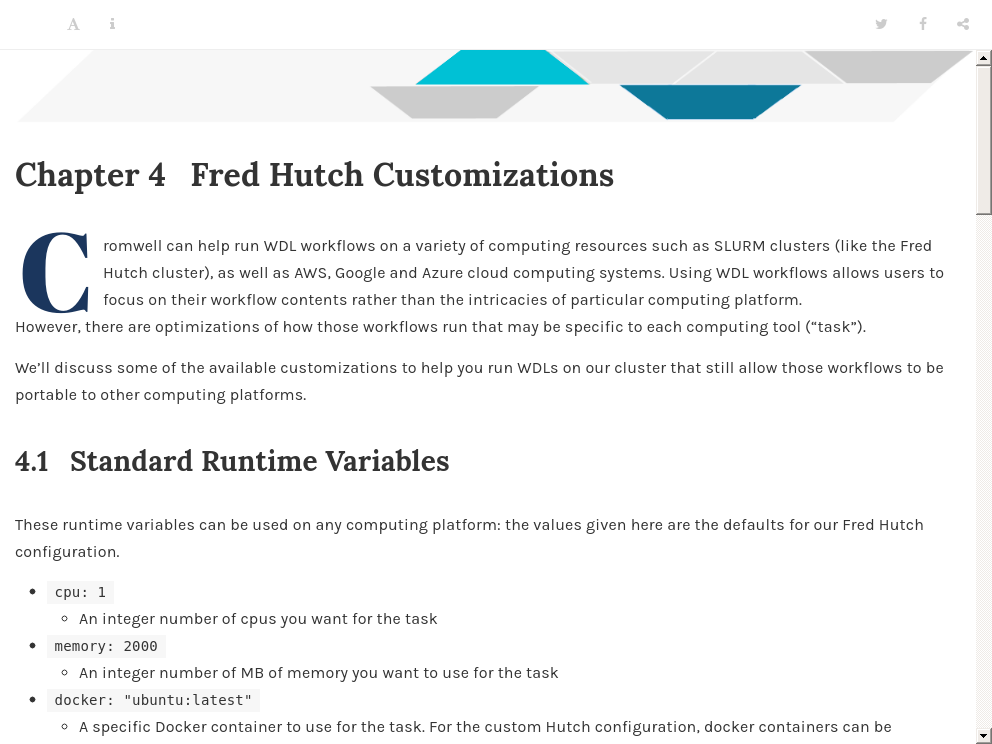 A i
Chapter 4 Fred Hutch Customizations
Cromwell can help run WDL workflows on a variety of computing resources such as SLURM clusters (like the Fred
Hutch cluster), as well as AWS, Google and Azure cloud computing systems. Using WDL workflows allows users to
focus on their workflow contents rather than the intricacies of particular computing platform.
However, there are optimizations of how those workflows run that may be specific to each computing tool (“task”).
We’ll discuss some of the available customizations to help you run WDLs on our cluster that still allow those workflows to be
portable to other computing platforms.
4.1 Standard Runtime Variables
These runtime variables can be used on any computing platform: the values given here are the defaults for our Fred Hutch
configuration.
• cpu: 1
◦ An integer number of cpus you want for the task
• memory: 2000
◦ An integer number of MB of memory you want to use for the task
• docker: "ubuntu:latest"
◦ A specific Docker container to use for the task. For the custom Hutch configuration, docker containers can be